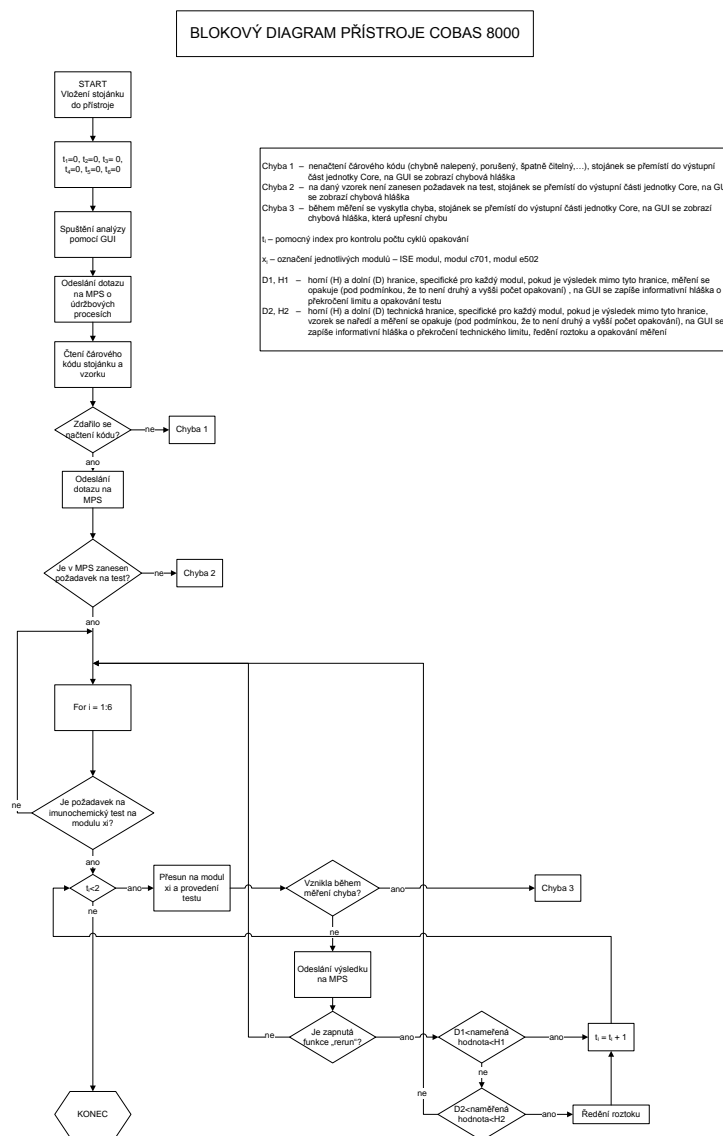 BLOKOVÝ DIAGRAM PŘÍSTROJE COBAS 8000
START
Vložení stojánku
do přístroje
t₁=0, t₂=0, t₃= 0,
t₄=0, t₅=0, t₆=0
Spuštění analýzy
pomocí GUI
Odeslání dotazu
na MPS o
údržbových
procesích
Čtení čárového
kódu stojánku a
vzorku
Chyba 1 – nenačtení čárového kódu (chybně nalepený, porušený, špatně čitelný,…), stojánek se přemístí do výstupní
část jednotky Core, na GUI se zobrazí chybová hláška
Chyba 2 – na daný vzorek není zanesen požadavek na test, stojánek se přemístí do výstupní části jednotky Core, na GUI
se zobrazí chybová hláška
Chyba 3 – během měření se vyskytla chyba, stojánek se přemístí do výstupní části jednotky Core, na GUI se zobrazí
chybová hláška, která upřesní chybu
tᵢ – pomocný index pro kontrolu počtu cyklů opakování
xᵢ – označení jednotlivých modulů – ISE modul, modul c701, modul e502
D1, H1 – horní (H) a dolní (D) hranice, specifické pro každý modul, pokud je výsledek mimo tyto hranice, měření se
opakuje (pod podmínkou, že to není druhý a vyšší počet opakovaní) , na GUI se zapíše informativní hláška o
překročení limitu a opakování testu
D2, H2 – horní (H) a dolní (D) technická hranice, specifické pro každý modul, pokud je výsledek mimo tyto hranice,
vzorek se naředí a měření se opakuje (pod podmínkou, že to není druhý a vyšší počet opakování), na GUI se
zapíše informativní hláška o překročení technického limitu, ředění roztoku a opakování měření
Zdařilo se
načtení kódu?
ne
Chyba 1
ano
Odeslání
dotazu na
MPS
Je v MPS zanesen
požadavek na test?
ne
Chyba 2
ano
For i = 1:6
Je požadavek na
imunochemický test na
modulu xi?
ne
ano
tᵢ<2
ano
Přesun na modul
xi a provedení
testu
Vznikla během
měření chyba?
ano
Chyba 3
ne
ne
Odeslání výsledku
na MPS
Je zapnutá
funkce „rerun“?
ne
ano
D1<naměřená
hodnota<H1
ano
tᵢ = tᵢ + 1
ne
D2<naměřená
hodnota<H2
ne
ano
Ředění roztoku
KONEC